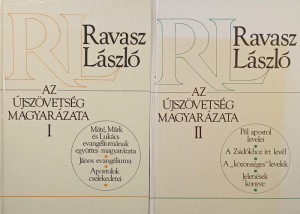 RL
Ravasz
László
AZ
ÚJSZÖVETSÉG
MAGYARÁZATA
I
Máté, Márk
és Lukács
evangéliumának
együttes magyarázata
János evangéliuma
Apostolok
cselekedetei
RL
Ravasz
László
AZ
ÚJSZÖVETSÉG
MAGYARÁZATA
II
Pál apostol
levelei
A Zsidókhoz írt levél
A „közönséges” levelek
Jelenések
könyve